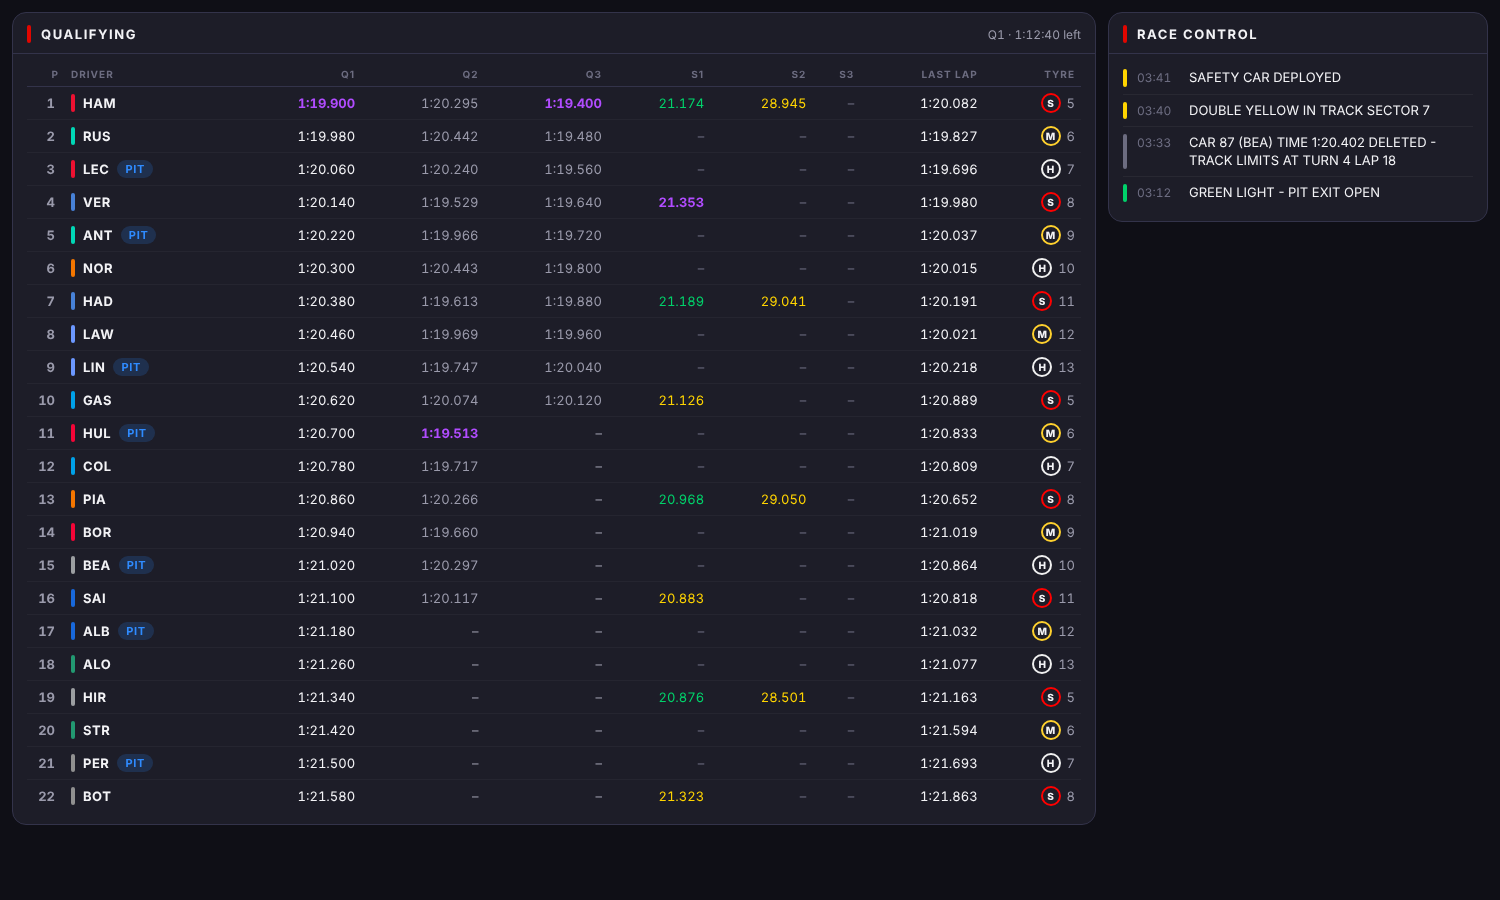 QUALIFYING
Q1 · 1:12:40 left
P DRIVER Q1 Q2 Q3 S1 S2 S3 LAST LAP TYRE
1 HAM 1:19.900 1:20.295 1:19.400 21.174 28.945 – 1:20.082 S 5
2 RUS 1:19.980 1:20.442 1:19.480 – – – 1:19.827 M 6
3 LEC PIT 1:20.060 1:20.240 1:19.560 – – – 1:19.696 H 7
4 VER 1:20.140 1:19.529 1:19.640 21.353 – – 1:19.980 S 8
5 ANT PIT 1:20.220 1:19.966 1:19.720 – – – 1:20.037 M 9
6 NOR 1:20.300 1:20.443 1:19.800 – – – 1:20.015 H 10
7 HAD 1:20.380 1:19.613 1:19.880 21.189 29.041 – 1:20.191 S 11
8 LAW 1:20.460 1:19.969 1:19.960 – – – 1:20.021 M 12
9 LIN PIT 1:20.540 1:19.747 1:20.040 – – – 1:20.218 H 13
10 GAS 1:20.620 1:20.074 1:20.120 21.126 – – 1:20.889 S 5
11 HUL PIT 1:20.700 1:19.513 – – – – 1:20.833 M 6
12 COL 1:20.780 1:19.717 – – – – 1:20.809 H 7
13 PIA 1:20.860 1:20.266 – 20.968 29.050 – 1:20.652 S 8
14 BOR 1:20.940 1:19.660 – – – – 1:21.019 M 9
15 BEA PIT 1:21.020 1:20.297 – – – – 1:20.864 H 10
16 SAI 1:21.100 1:20.117 – 20.883 – – 1:20.818 S 11
17 ALB PIT 1:21.180 – – – – – 1:21.032 M 12
18 ALO 1:21.260 – – – – – 1:21.077 H 13
19 HIR 1:21.340 – – 20.876 28.501 – 1:21.163 S 5
20 STR 1:21.420 – – – – – 1:21.594 M 6
21 PER PIT 1:21.500 – – – – – 1:21.693 H 7
22 BOT 1:21.580 – – 21.323 – – 1:21.863 S 8
RACE CONTROL
03:41 SAFETY CAR DEPLOYED
03:40 DOUBLE YELLOW IN TRACK SECTOR 7
03:33 CAR 87 (BEA) TIME 1:20.402 DELETED -
TRACK LIMITS AT TURN 4 LAP 18
03:12 GREEN LIGHT - PIT EXIT OPEN